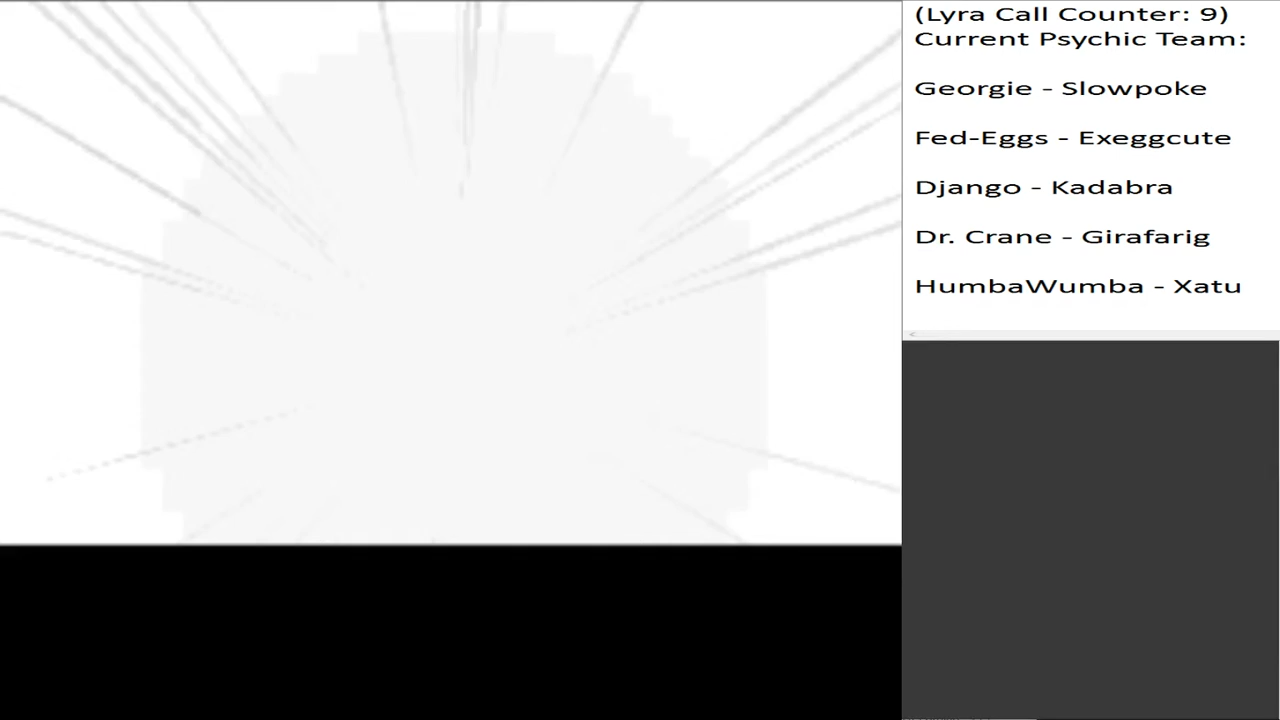 (Lyra Call Counter: 9)
Current Psychic Team:
Georgie - Slowpoke
Fed-Eggs - Exeggcute
Django - Kadabra
Dr. Crane - Girafarig
HumbaWumba - Xatu